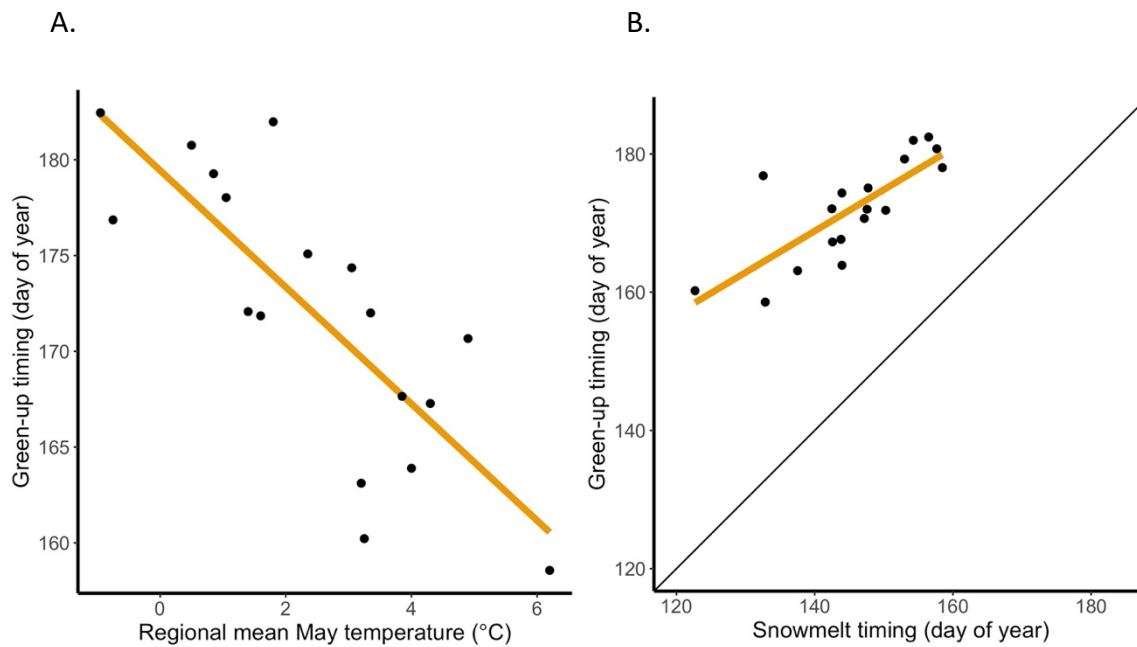 A.
B.
Green-up timing (day of year)
180
175
170
165
160
0 2 4 6
Regional mean May temperature (°C)
Green-up timing (day of year)
180
160
140
120
120 140 160 180
Snowmelt timing (day of year)